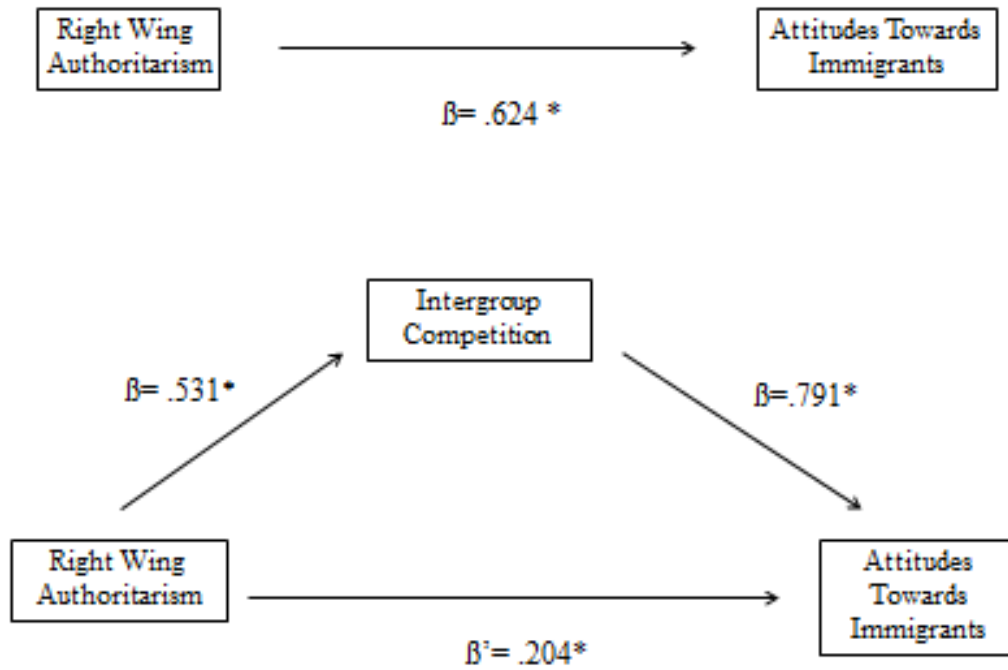 Right Wing
Authoritarism
Attitudes Towards
Immigrants
ß= .624 *
Intergroup
Competition
ß= .531*
ß=.791*
Right Wing
Authoritarism
Attitudes
Towards
Immigrants
ß’= .204*